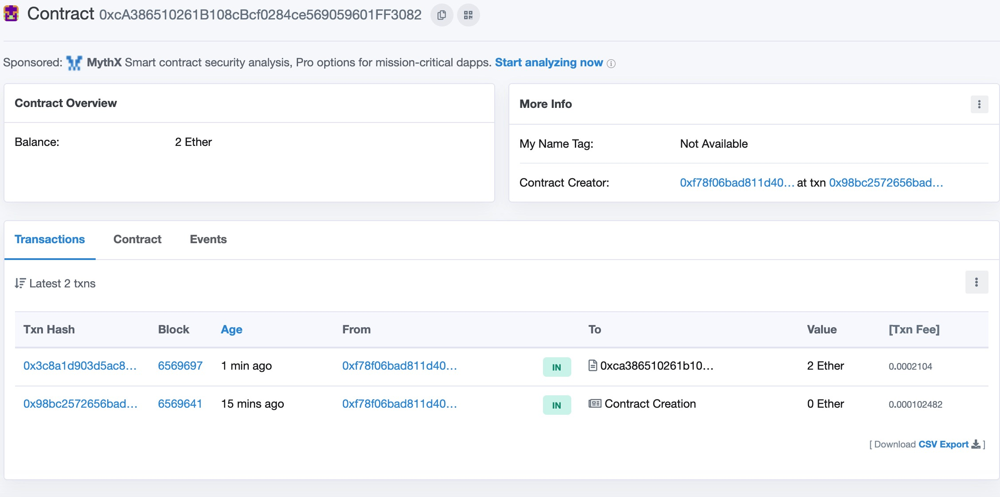 Contract 0xcA386510261B108cBcf0284ce569059601FF3082
Sponsored: MythX Smart contract security analysis, Pro options for mission-critical dapps. Start analyzing now
Contract Overview
Balance: 2 Ether
More Info
My Name Tag: Not Available
Contract Creator: 0xf78f06bad811d40... at txn 0x98bc2572656bad...
Transactions Contract Events
Latest 2 txns
Txn Hash Block Age From To Value [Txn Fee]
0x3c8a1d903d5ac8... 6569697 1 min ago 0xf78f06bad811d40... IN 0xca386510261b10... 2 Ether 0.0002104
0x98bc2572656bad... 6569641 15 mins ago 0xf78f06bad811d40... IN Contract Creation 0 Ether 0.000102482
[ Download CSV Export ]